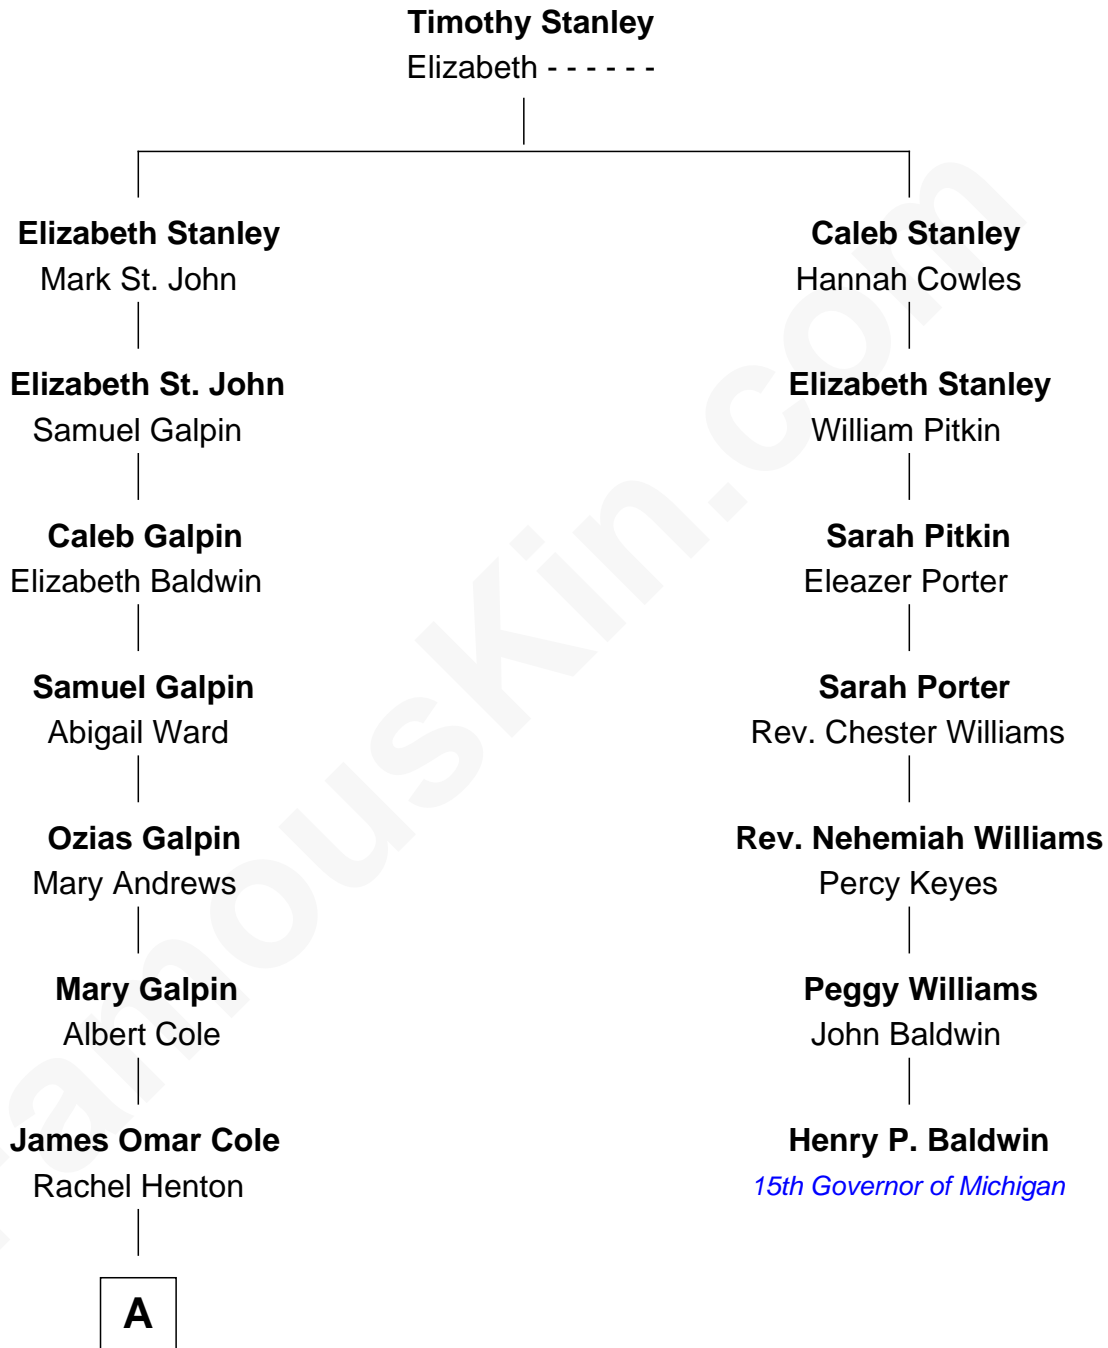 Timothy Stanley
Elizabeth - - - - - -
Elizabeth Stanley
Mark St. John
Caleb Stanley
Hannah Cowles
Elizabeth St. John
Samuel Galpin
Elizabeth Stanley
William Pitkin
Caleb Galpin
Elizabeth Baldwin
Sarah Pitkin
Eleazer Porter
Samuel Galpin
Abigail Ward
Sarah Porter
Rev. Chester Williams
Ozias Galpin
Mary Andrews
Rev. Nehemiah Williams
Percy Keyes
Mary Galpin
Albert Cole
Peggy Williams
John Baldwin
James Omar Cole
Rachel Henton
Henry P. Baldwin
15th Governor of Michigan
A
FamousKin.com